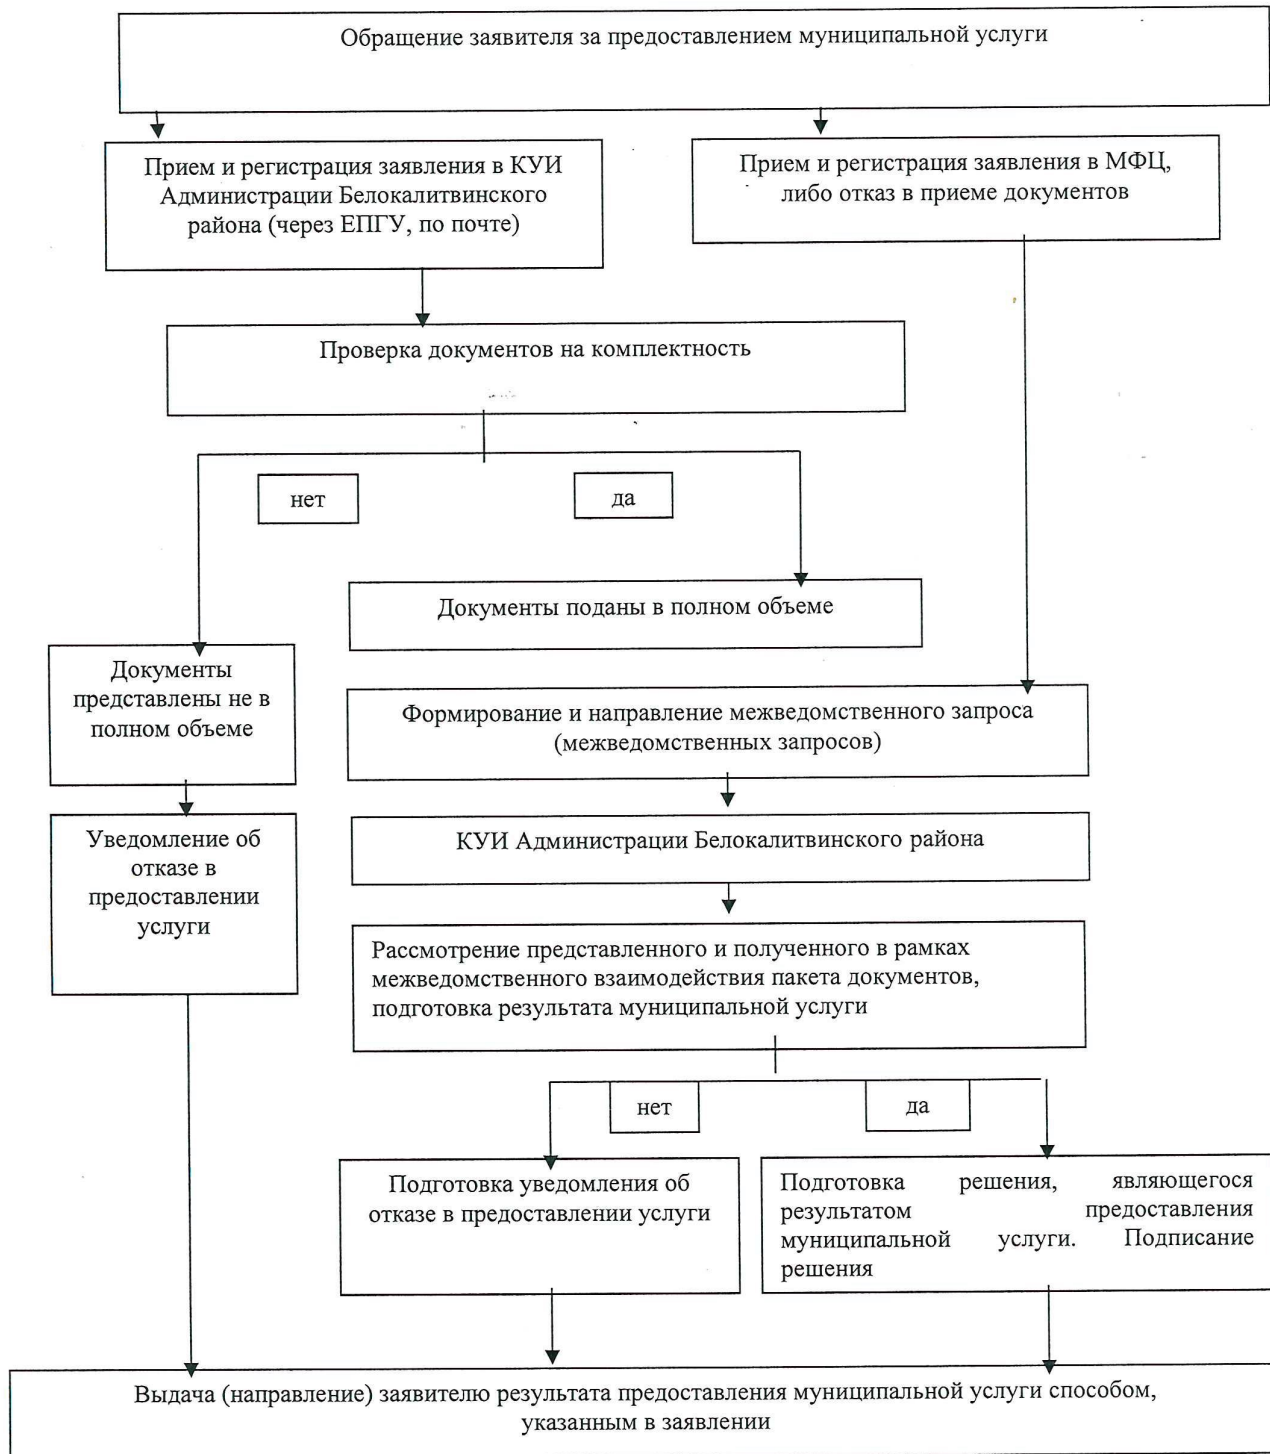 Обращение заявителя за предоставлением муниципальной услуги
Прием и регистрация заявления в КУИ
Администрации Белокалитвинского
района (через ЕПГУ, по почте)
Прием и регистрация заявления в МФЦ,
либо отказ в приеме документов
Проверка документов на комплектность
нет
да
Документы поданы в полном объеме
Документы
представлены не в
полном объеме
Формирование и направление межведомственного запроса
(межведомственных запросов)
Уведомление об
отказе в
предоставлении
услуги
КУИ Администрации Белокалитвинского района
Рассмотрение представленного и полученного в рамках
межведомственного взаимодействия пакета документов,
подготовка результата муниципальной услуги
нет
да
Подготовка уведомления об
отказе в предоставлении услуги
Подготовка решения, являющегося
результатом предоставления
муниципальной услуги. Подписание
решения
Выдача (направление) заявителю результата предоставления муниципальной услуги способом,
указанным в заявлении